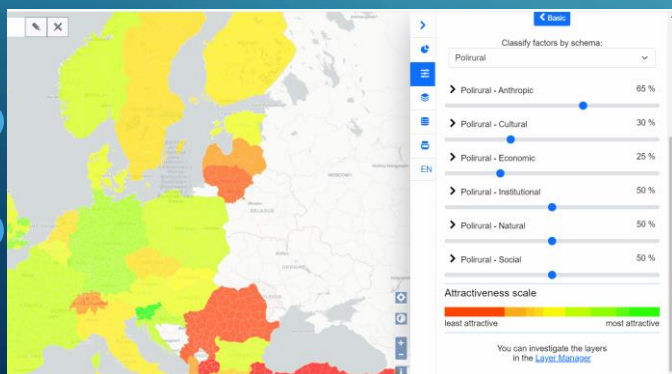 Basic
Classify factors by schema:
Polirural
Polirural - Anthropic 65 %
Polirural - Cultural 30 %
Polirural - Economic 25 %
EN
Polirural - Institutional 50 %
Polirural - Natural 50 %
Polirural - Social 50 %
Attractiveness scale
least attractive most attractive
You can investigate the layers
in the Layer Manager
MOSCOW
BELARUS